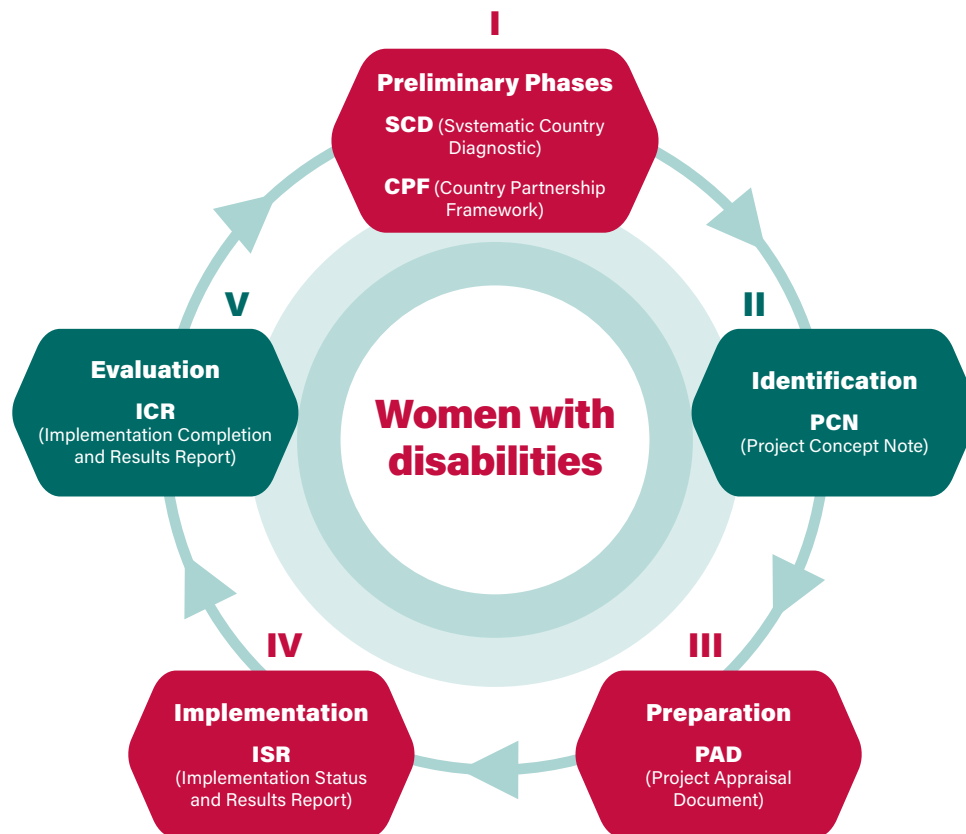 I
Preliminary Phases
SCD (Svstematic Country
Diagnostic)
CPF (Country Partnership
Framework)
II
Identification
PCN
(Project Concept Note)
III
Preparation
PAD
(Project Appraisal
Document)
IV
Implementation
ISR
(Implementation Status
and Results Report)
V
Evaluation
ICR
(Implementation Completion
and Results Report)
Women with
disabilities